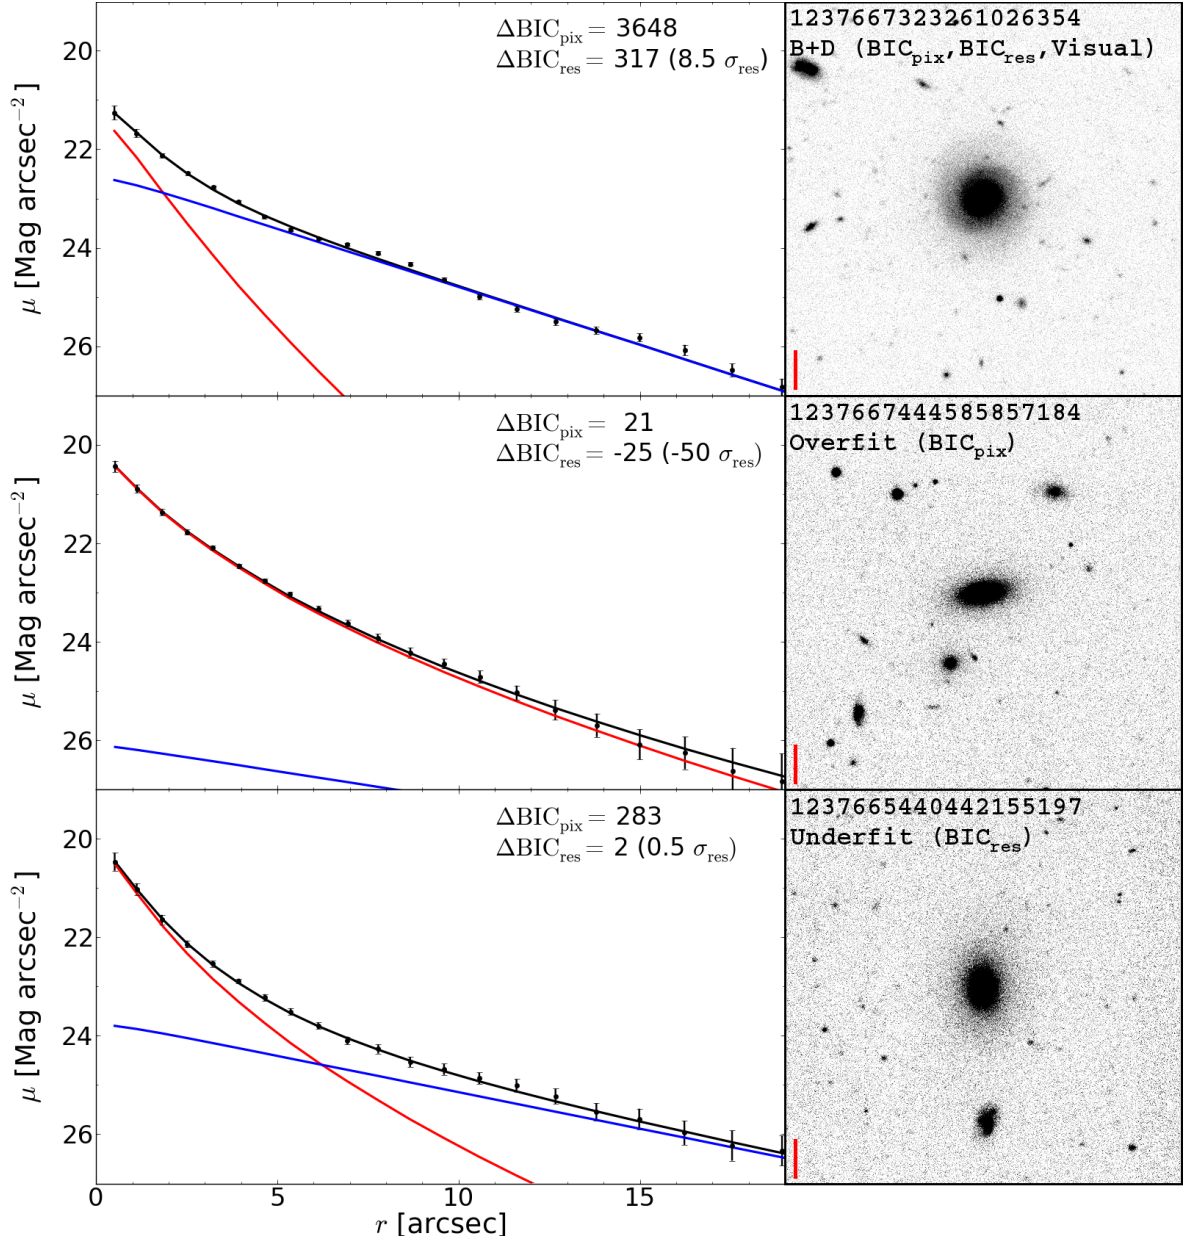 ΔBIC_pix = 3648
ΔBIC_res = 317 (8.5 σ_res)
20
22
24
26
μ [Mag arcsec⁻²]
1237667323261026354
B+D (BIC_pix,BIC_res,Visual)
ΔBIC_pix = 21
ΔBIC_res = -25 (-50 σ_res)
20
22
24
26
μ [Mag arcsec⁻²]
1237667444585857184
Overfit (BIC_pix)
ΔBIC_pix = 283
ΔBIC_res = 2 (0.5 σ_res)
20
22
24
26
μ [Mag arcsec⁻²]
1237665440442155197
Underfit (BIC_res)
0 5 10 15
r [arcsec]